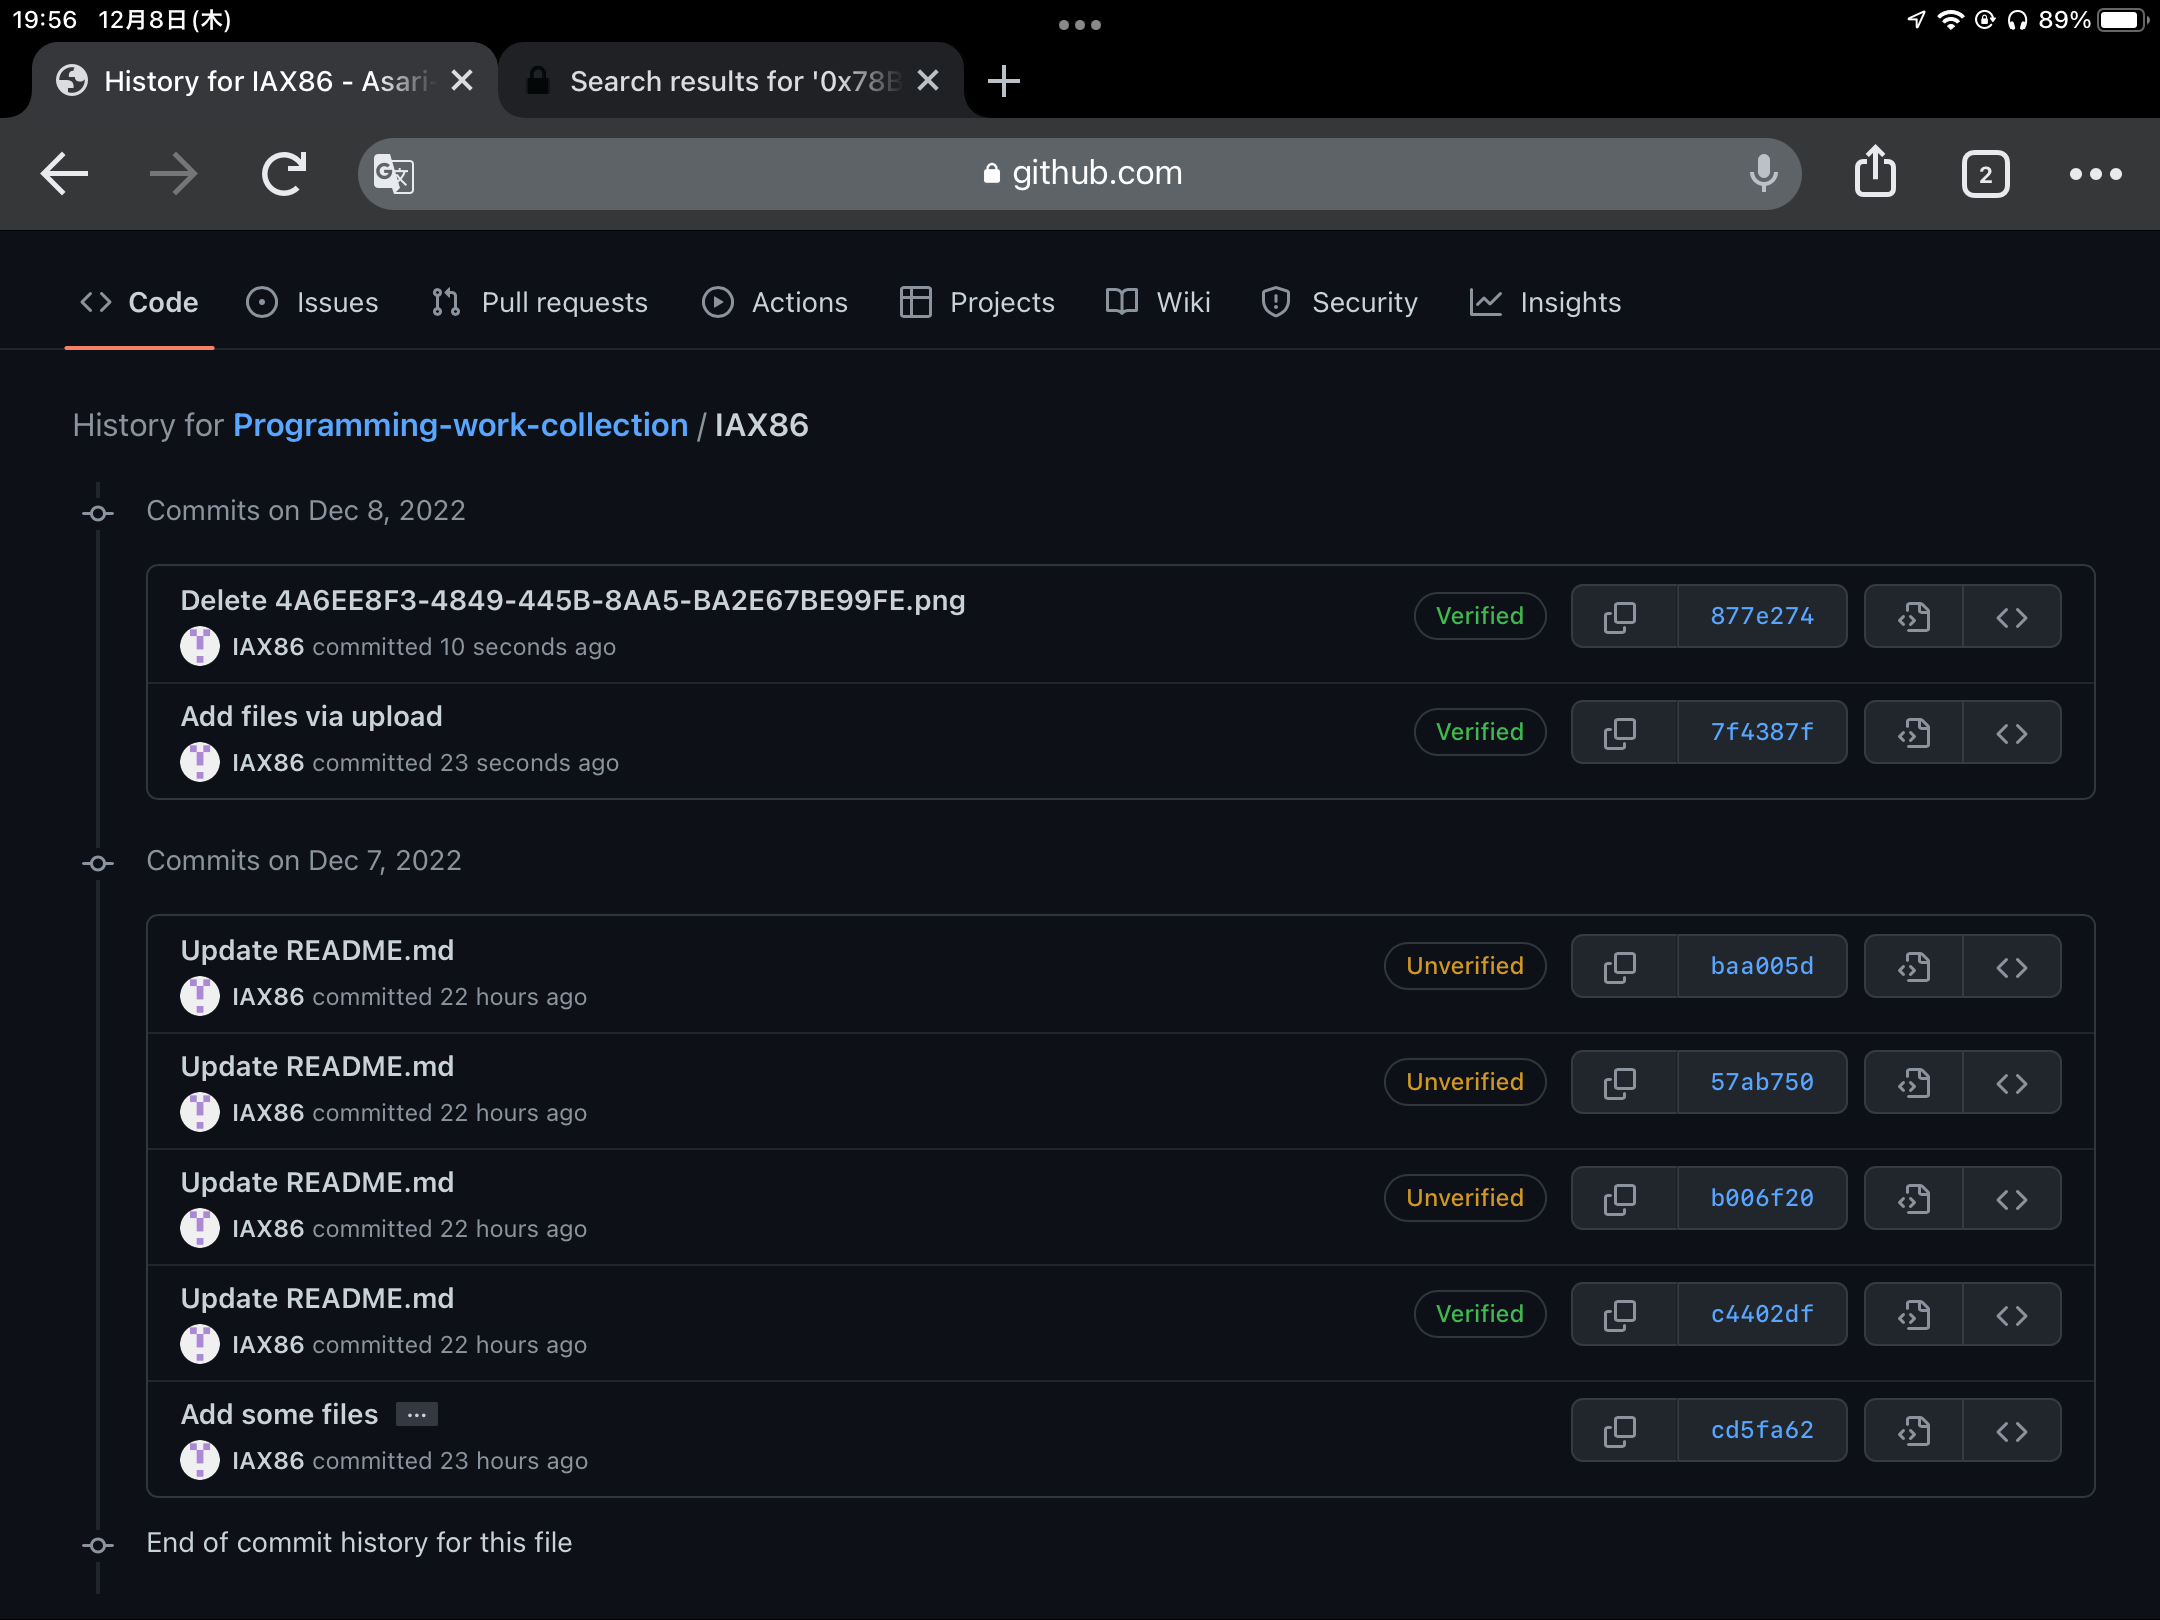 19:56 12月8日(木)
89%
History for IAX86 - Asari-
Search results for '0x78B
github.com
2
Code
Issues
Pull requests
Actions
Projects
Wiki
Security
Insights
History for Programming-work-collection / IAX86
Commits on Dec 8, 2022
Delete 4A6EE8F3-4849-445B-8AA5-BA2E67BE99FE.png
IAX86 committed 10 seconds ago
Verified
877e274
Add files via upload
IAX86 committed 23 seconds ago
Verified
7f4387f
Commits on Dec 7, 2022
Update README.md
IAX86 committed 22 hours ago
Unverified
baa005d
Update README.md
IAX86 committed 22 hours ago
Unverified
57ab750
Update README.md
IAX86 committed 22 hours ago
Unverified
b006f20
Update README.md
IAX86 committed 22 hours ago
Verified
c4402df
Add some files …
IAX86 committed 23 hours ago
cd5fa62
End of commit history for this file